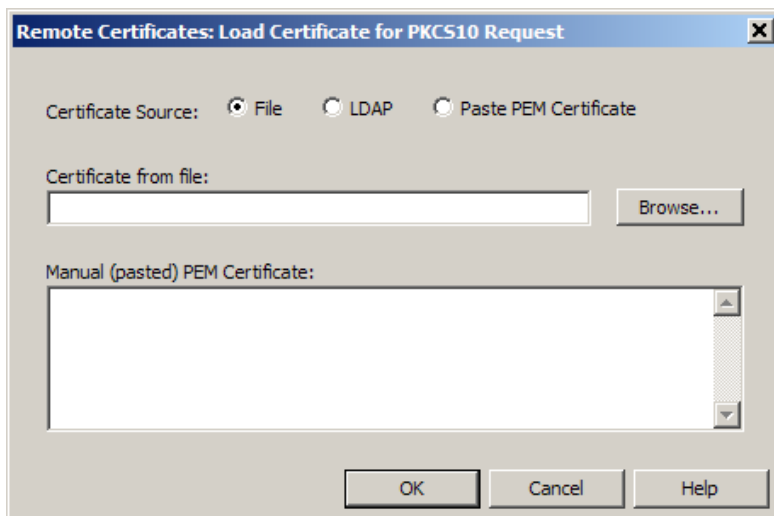 Remote Certificates: Load Certificate for PKCS10 Request
Certificate Source: File LDAP Paste PEM Certificate
Certificate from file:
Browse...
Manual (pasted) PEM Certificate:
OK Cancel Help